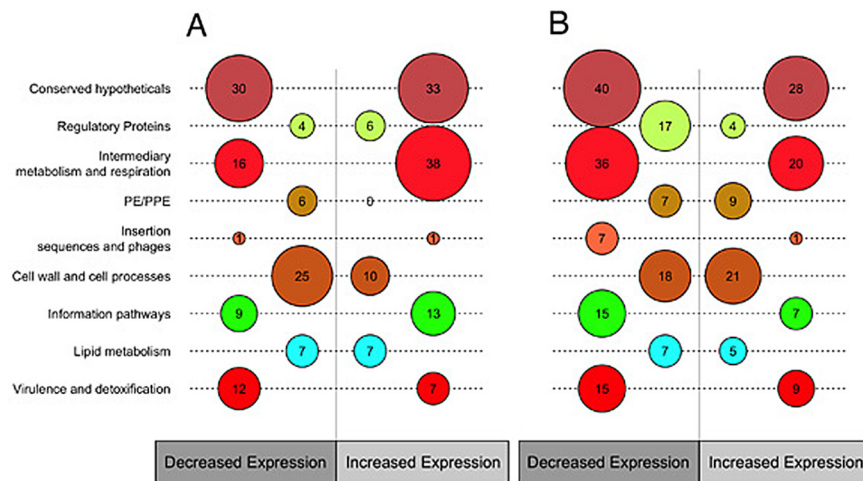 A
B
Conserved hypotheticals
30
33
40
28
Regulatory Proteins
4
6
17
4
Intermediary
metabolism and respiration
16
38
36
20
PE/PPE
6
0
7
9
Insertion
sequences and phages
1
1
7
1
Cell wall and cell processes
25
10
18
21
Information pathways
9
13
15
7
Lipid metabolism
7
7
7
5
Virulence and detoxification
12
7
15
9
Decreased Expression
Increased Expression
Decreased Expression
Increased Expression